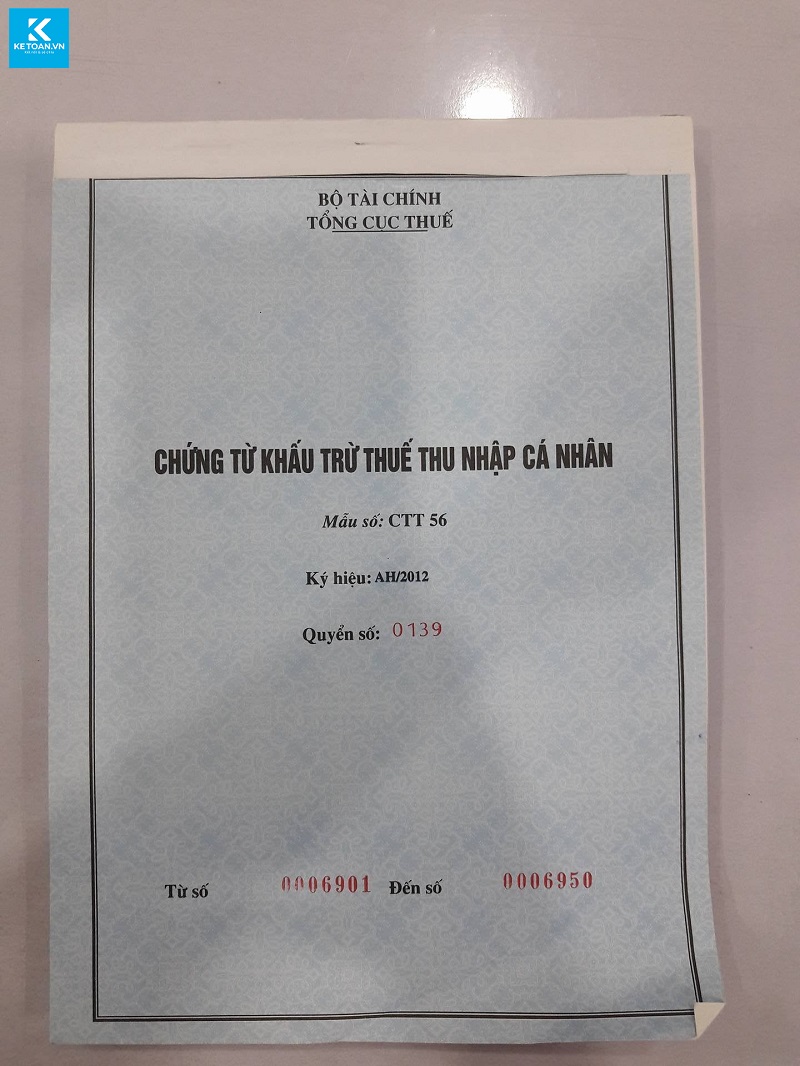 KETOAN.VN
BỘ TÀI CHÍNH
TỔNG CỤC THUẾ
CHỨNG TỪ KHẤU TRỪ THUẾ THU NHẬP CÁ NHÂN
Mẫu số: CTT 56
Ký hiệu: AH/2012
Quyển số: 0139
Từ số 0006901 Đến số 0006950